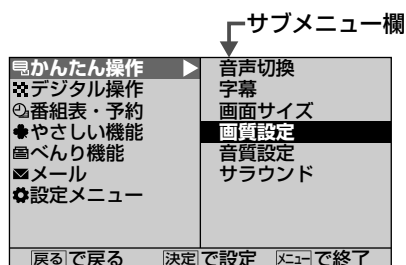 サブメニュー欄
かんたん操作
デジタル操作
番組表・予約
やさしい機能
べんり機能
メール
設定メニュー
音声切換
字幕
画面サイズ
画質設定
音質設定
サラウンド
戻るで戻る 決定で設定 メニューで終了